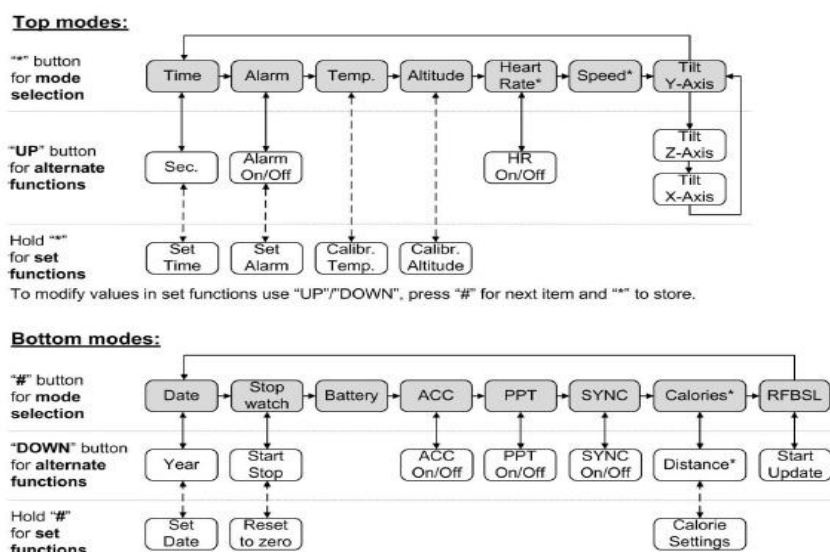 Top modes:
"*" button
for mode
selection
Time
Alarm
Temp.
Altitude
Heart
Rate*
Speed*
Tilt
Y-Axis
"UP" button
for alternate
functions
Sec.
Alarm
On/Off
HR
On/Off
Tilt
Z-Axis
Tilt
X-Axis
Hold "*"
for set
functions
Set
Time
Set
Alarm
Calibr.
Temp.
Calibr.
Altitude
To modify values in set functions use "UP"/"DOWN", press "#" for next item and "*" to store.
Bottom modes:
"#" button
for mode
selection
Date
Stop
watch
Battery
ACC
PPT
SYNC
Calories*
RFBSL
"DOWN" button
for alternate
functions
Year
Start
Stop
ACC
On/Off
PPT
On/Off
SYNC
On/Off
Distance*
Start
Update
Hold "#"
for set
functions
Set
Date
Reset
to zero
Calorie
Settings